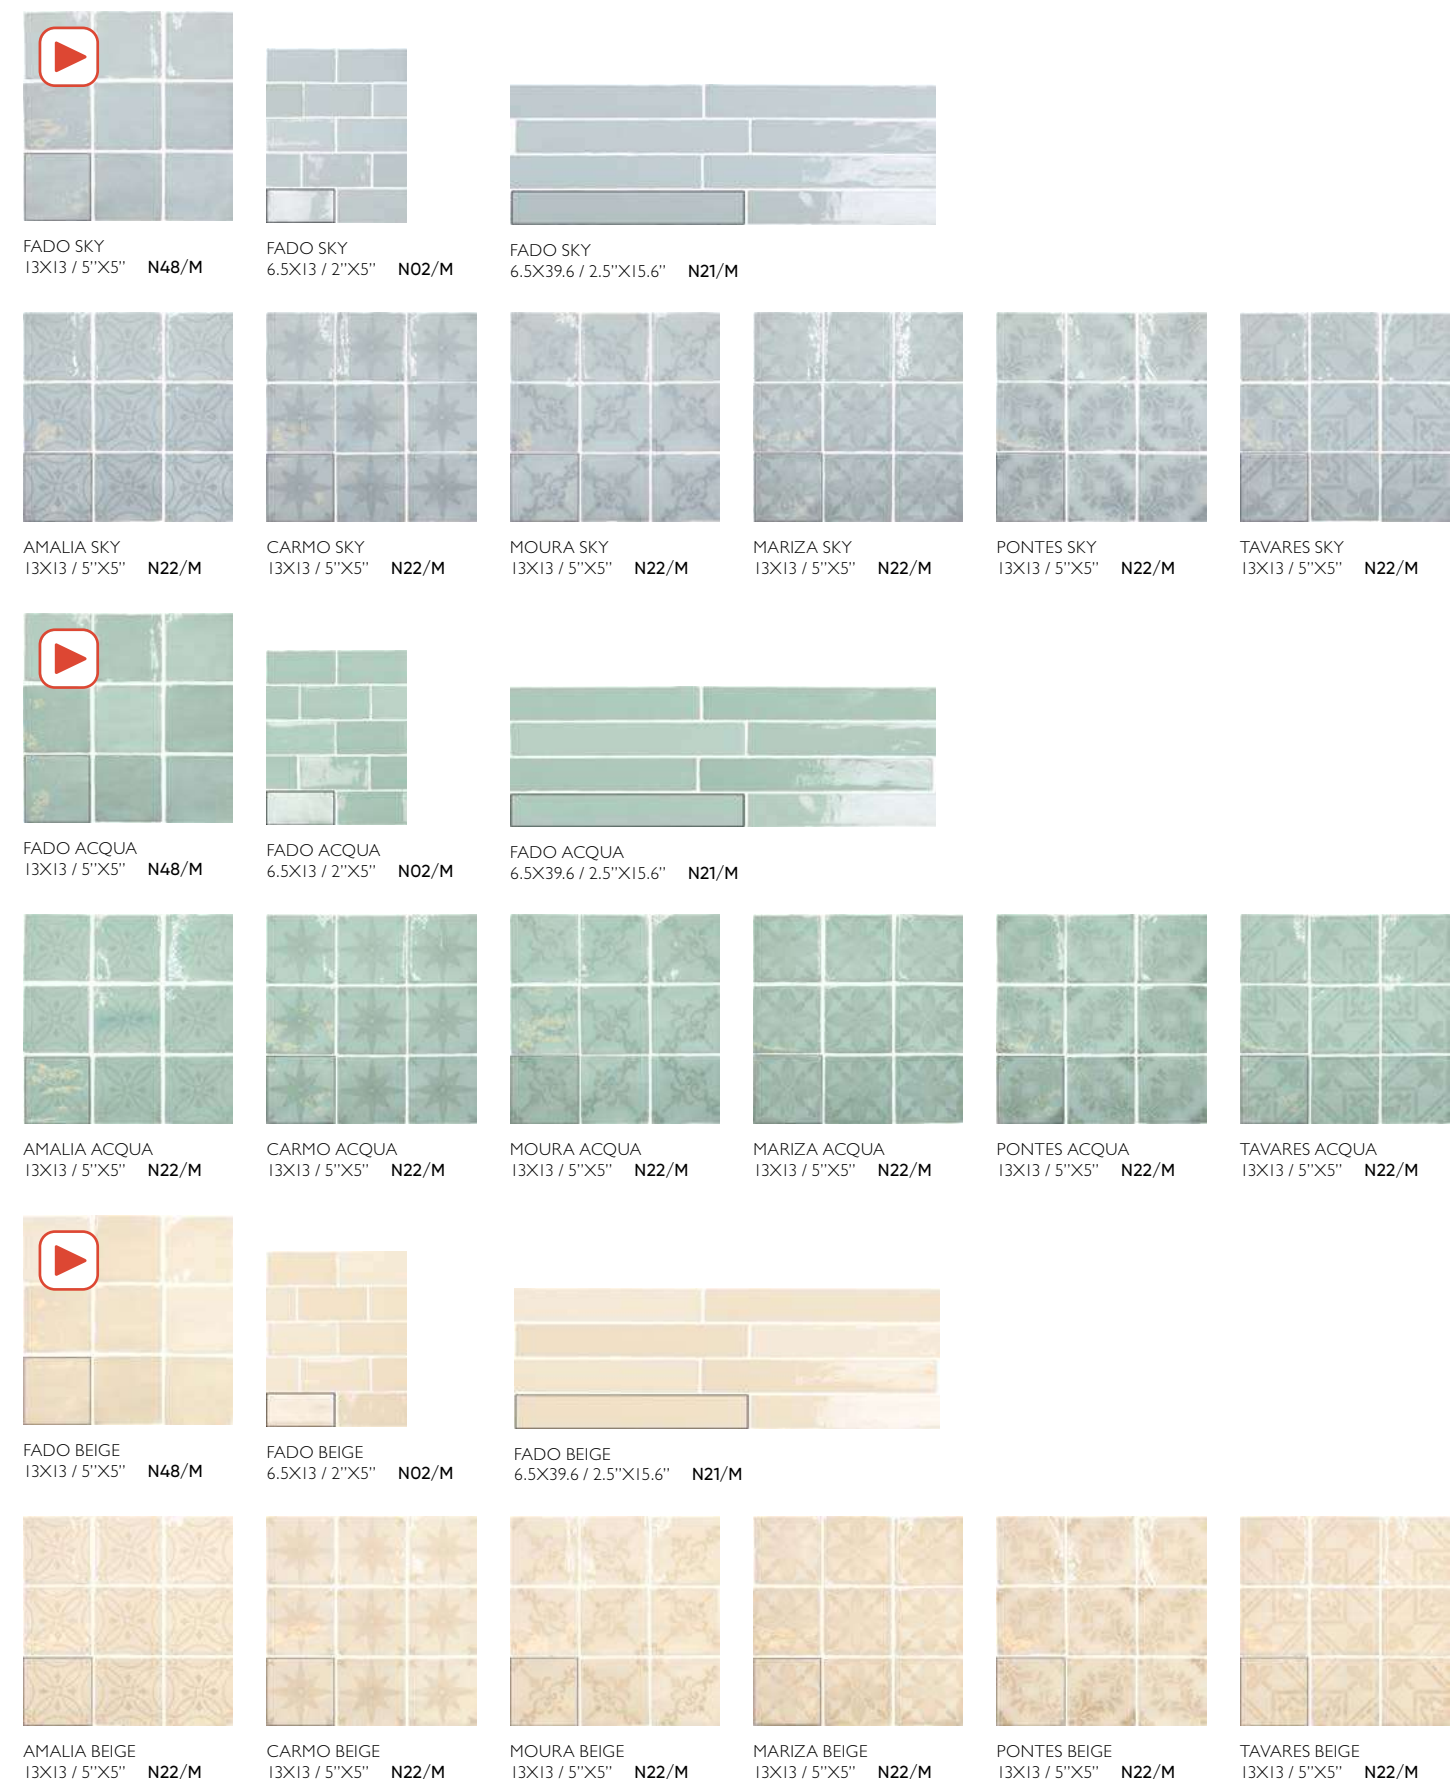 FADO SKY
13X13 / 5”X5” N48/M
FADO SKY
6.5X13 / 2”X5” N02/M
FADO SKY
6.5X39.6 / 2.5”X15.6” N21/M
AMALIA SKY
13X13 / 5”X5” N22/M
CARMO SKY
13X13 / 5”X5” N22/M
MOURA SKY
13X13 / 5”X5” N22/M
MARIZA SKY
13X13 / 5”X5” N22/M
PONTES SKY
13X13 / 5”X5” N22/M
TAVARES SKY
13X13 / 5”X5” N22/M
FADO ACQUA
13X13 / 5”X5” N48/M
FADO ACQUA
6.5X13 / 2”X5” N02/M
FADO ACQUA
6.5X39.6 / 2.5”X15.6” N21/M
AMALIA ACQUA
13X13 / 5”X5” N22/M
CARMO ACQUA
13X13 / 5”X5” N22/M
MOURA ACQUA
13X13 / 5”X5” N22/M
MARIZA ACQUA
13X13 / 5”X5” N22/M
PONTES ACQUA
13X13 / 5”X5” N22/M
TAVARES ACQUA
13X13 / 5”X5” N22/M
FADO BEIGE
13X13 / 5”X5” N48/M
FADO BEIGE
6.5X13 / 2”X5” N02/M
FADO BEIGE
6.5X39.6 / 2.5”X15.6” N21/M
AMALIA BEIGE
13X13 / 5”X5” N22/M
CARMO BEIGE
13X13 / 5”X5” N22/M
MOURA BEIGE
13X13 / 5”X5” N22/M
MARIZA BEIGE
13X13 / 5”X5” N22/M
PONTES BEIGE
13X13 / 5”X5” N22/M
TAVARES BEIGE
13X13 / 5”X5” N22/M